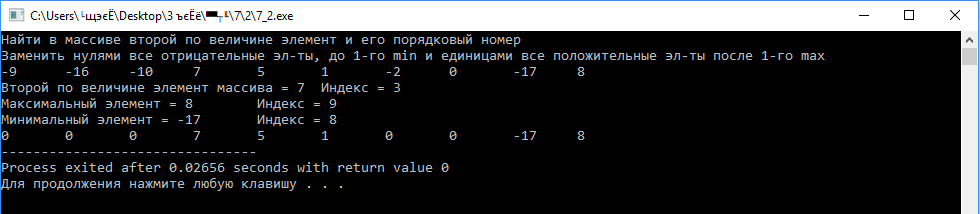 C:\Users\└щэєЁ\Desktop\3 ъєЁё\▀▀┬╨\7\2\7_2.exe
Найти в массиве второй по величине элемент и его порядковый номер
Заменить нулями все отрицательные эл-ты, до 1-го min и единицами все положительные эл-ты после 1-го max
-9 -16 -10 7 5 1 -2 0 -17 8
Второй по величине элемент массива = 7 Индекс = 3
Максимальный элемент = 8 Индекс = 9
Минимальный элемент = -17 Индекс = 8
0 0 0 7 5 1 0 0 -17 8
--------------------------------
Process exited after 0.02656 seconds with return value 0
Для продолжения нажмите любую клавишу . . .